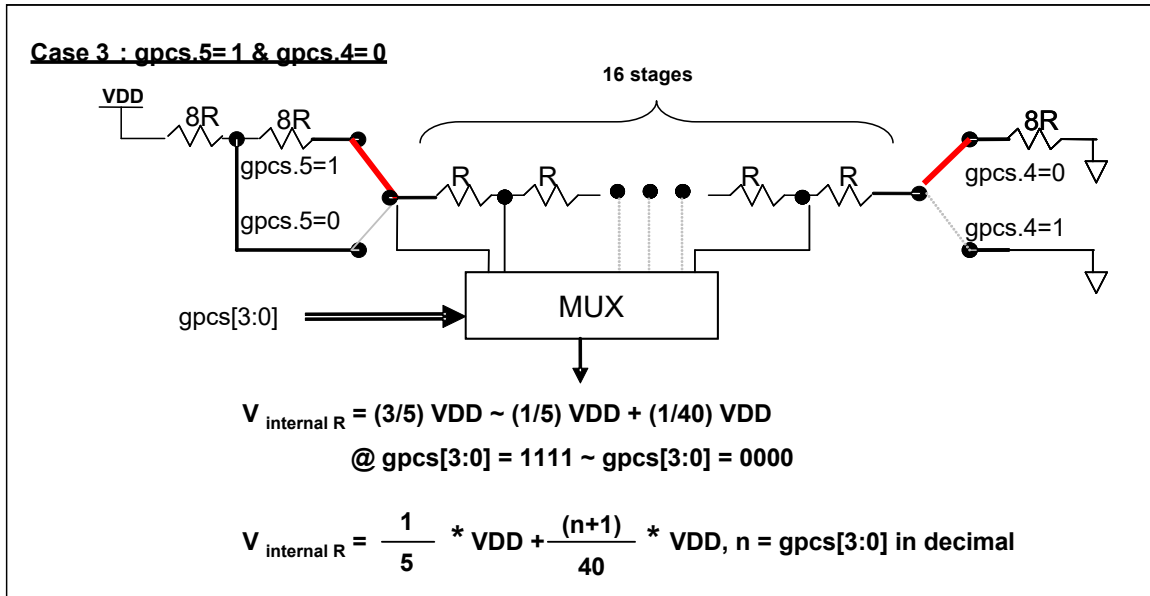 Case 3 : gpcs.5= 1 & gpcs.4= 0
16 stages
VDD
8R
8R
8R
gpcs.5=1
gpcs.5=0
R
R
R
R
gpcs.4=0
gpcs.4=1
MUX
gpcs[3:0]
V internal R = (3/5) VDD ~ (1/5) VDD + (1/40) VDD
@ gpcs[3:0] = 1111 ~ gpcs[3:0] = 0000
V internal R = 1/5 * VDD + (n+1)/40 * VDD, n = gpcs[3:0] in decimal